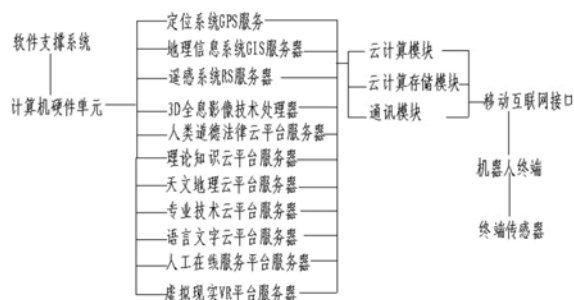 软件支撑系统
计算机硬件单元
定位系统GPS服务
地理信息系统GIS服务器
遥感系统RS服务器
3D全息影像技术处理器
人类道德法律云平台服务器
理论知识云平台服务器
天文地理云平台服务器
专业技术云平台服务器
语言文字云平台服务器
人工在线服务平台服务器
虚拟现实VR平台服务器
云计算模块
云计算存储模块
通讯模块
移动互联网接口
机器人终端
终端传感器